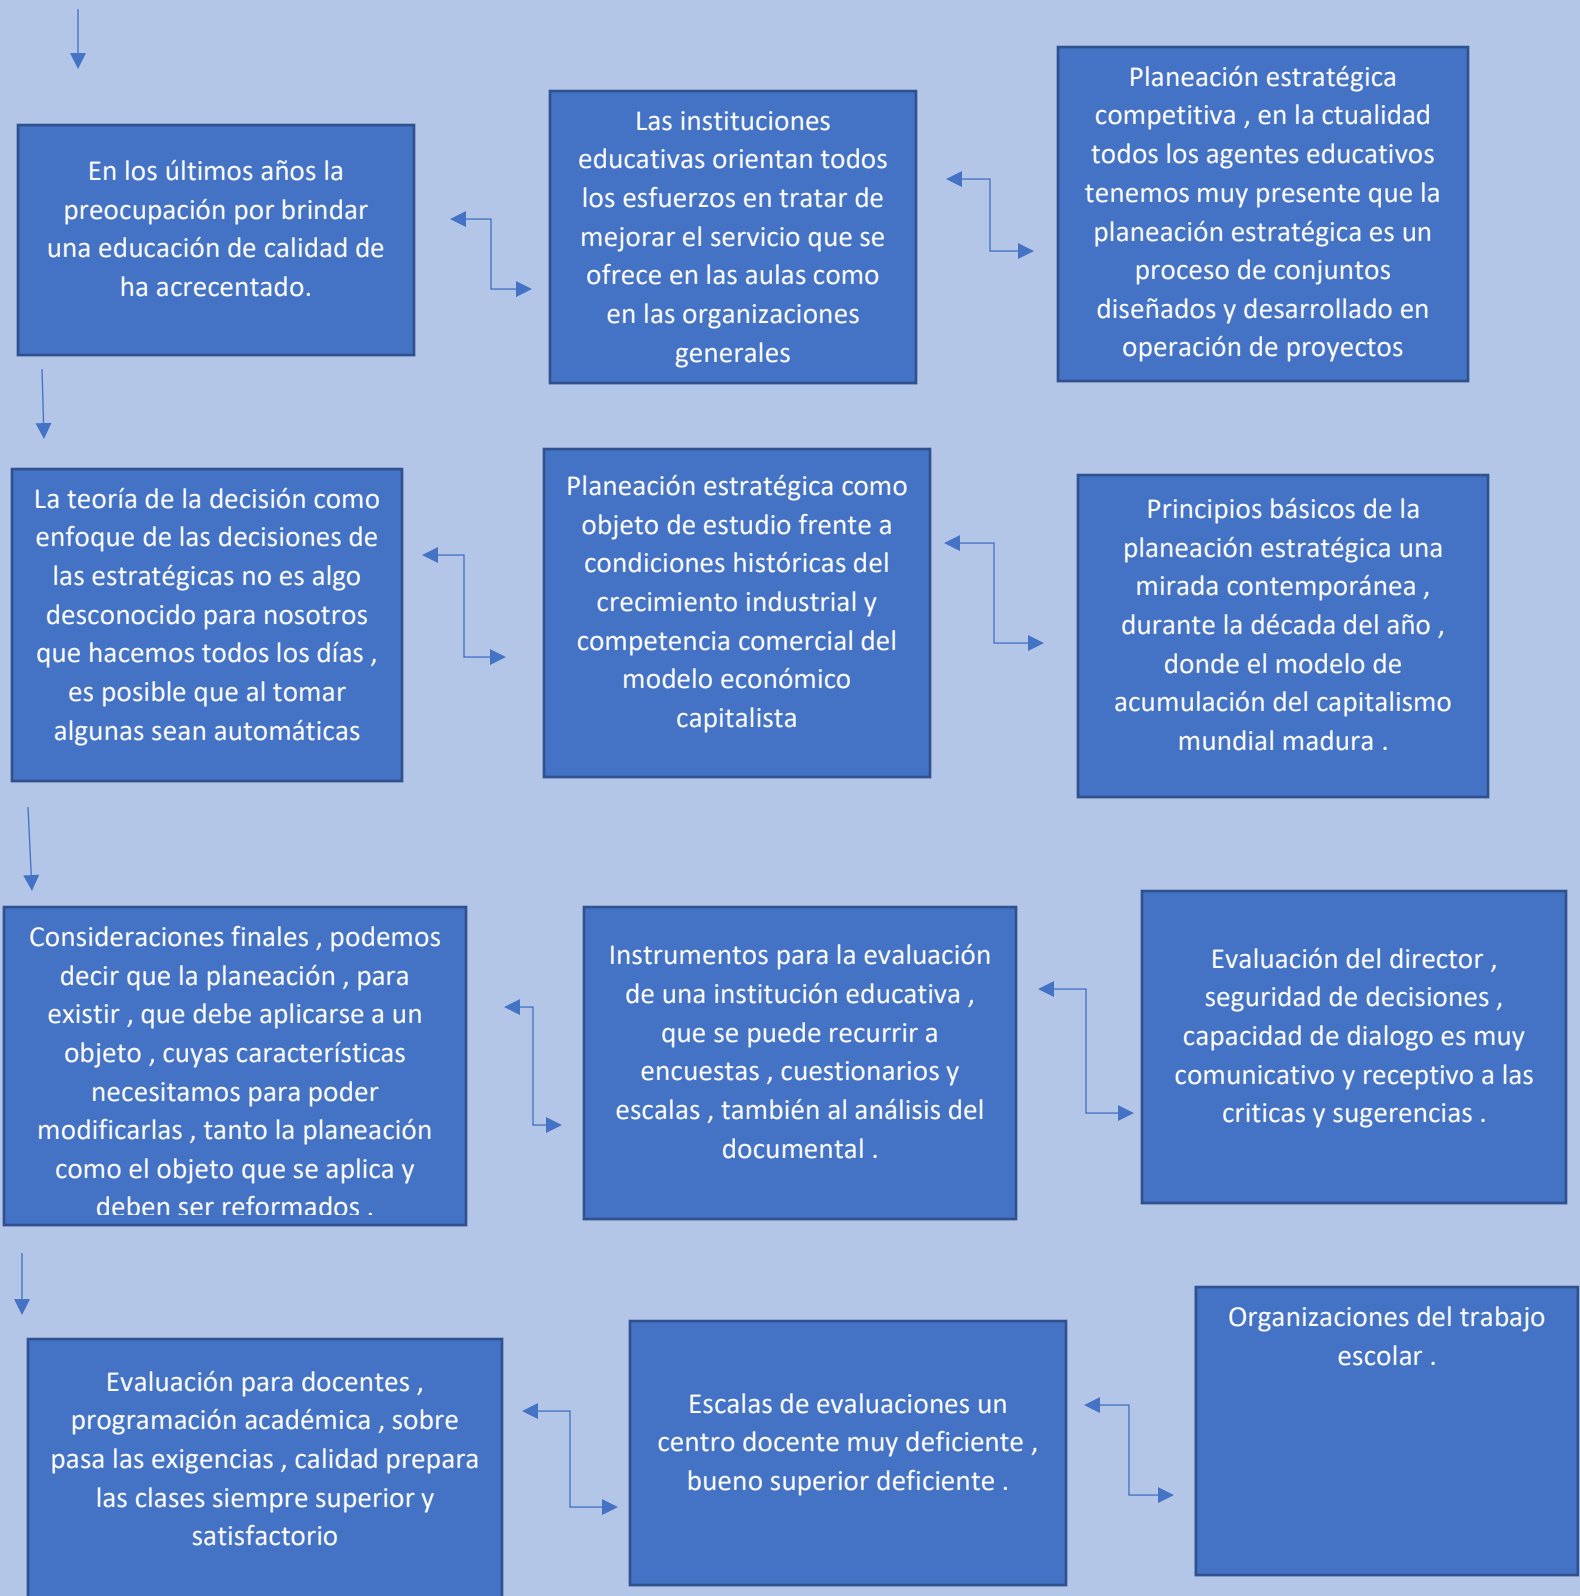 En los últimos años la
preocupación por brindar
una educación de calidad de
ha acrecentado.
Las instituciones
educativas orientan todos
los esfuerzos en tratar de
mejorar el servicio que se
ofrece en las aulas como
en las organizaciones
generales
Planeación estratégica
competitiva , en la ctualidad
todos los agentes educativos
tenemos muy presente que la
planeación estratégica es un
proceso de conjuntos
diseñados y desarrollado en
operación de proyectos
La teoría de la decisión como
enfoque de las decisiones de
las estratégicas no es algo
desconocido para nosotros
que hacemos todos los días ,
es posible que al tomar
algunas sean automáticas
Planeación estratégica como
objeto de estudio frente a
condiciones históricas del
crecimiento industrial y
competencia comercial del
modelo económico
capitalista
Principios básicos de la
planeación estratégica una
mirada contemporánea ,
durante la década del año ,
donde el modelo de
acumulación del capitalismo
mundial madura .
Consideraciones finales , podemos
decir que la planeación , para
existir , que debe aplicarse a un
objeto , cuyas características
necesitamos para poder
modificarlas , tanto la planeación
como el objeto que se aplica y
deben ser reformados .
Instrumentos para la evaluación
de una institución educativa ,
que se puede recurrir a
encuestas , cuestionarios y
escalas , también al análisis del
documental .
Evaluación del director ,
seguridad de decisiones ,
capacidad de dialogo es muy
comunicativo y receptivo a las
criticas y sugerencias .
Evaluación para docentes ,
programación académica , sobre
pasa las exigencias , calidad prepara
las clases siempre superior y
satisfactorio
Escalas de evaluaciones un
centro docente muy deficiente ,
bueno superior deficiente .
Organizaciones del trabajo
escolar .